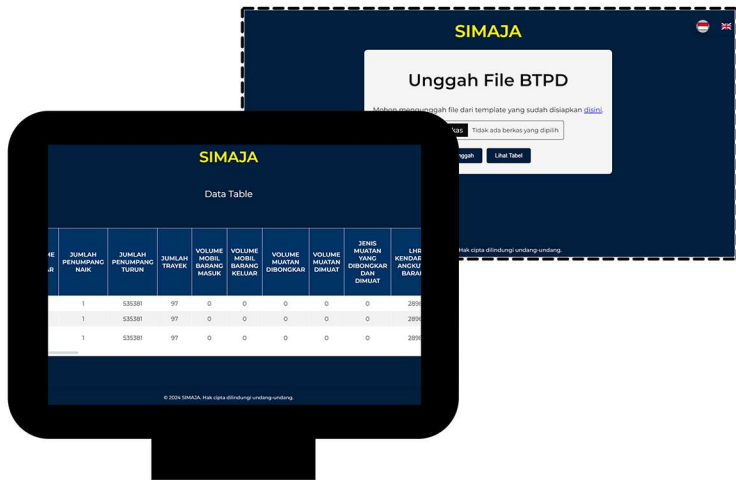 SIMAJA
Unggah File BTPD
Mohon mengunggah file dari template yang sudah disiapkan disini.
Tidak ada berkas yang dipilih
Lihat Tabel
Hak cipta dilindungi undang-undang.
SIMAJA
Data Table
JUMLAH PENUMPANG NAIK
JUMLAH PENUMPANG TURUN
JUMLAH TRAYEK
VOLUME MOBIL BARANG MASUK
VOLUME MOBIL BARANG KELUAR
VOLUME MUATAN DIBONGKAR
VOLUME MUATAN DIMUAT
JENIS MUATAN YANG DIBONGKAR DAN DIMUAT
LHR
1 535381 97 0 0 0 0 0 2898
1 535381 97 0 0 0 0 0 2898
1 535381 97 0 0 0 0 0 2898
© 2024 SIMAJA. Hak cipta dilindungi undang-undang.